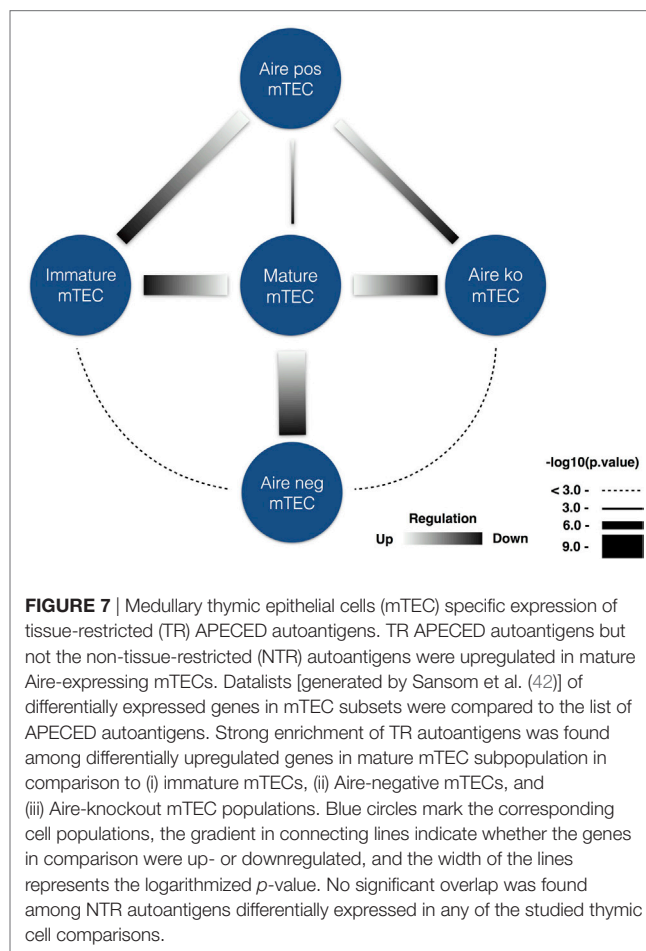 Aire pos
mTEC
Immature
mTEC
Mature
mTEC
Aire ko
mTEC
Aire neg
mTEC
-log10(p.value)
< 3.0 -
3.0 -
6.0 -
9.0 -
Regulation
Up
Down
FIGURE 7 | Medullary thymic epithelial cells (mTEC) specific expression of
tissue-restricted (TR) APECED autoantigens. TR APECED autoantigens but
not the non-tissue-restricted (NTR) autoantigens were upregulated in mature
Aire-expressing mTECs. Datalists [generated by Sansom et al. (42)] of
differentially expressed genes in mTEC subsets were compared to the list of
APECED autoantigens. Strong enrichment of TR autoantigens was found
among differentially upregulated genes in mature mTEC subpopulation in
comparison to (i) immature mTECs, (ii) Aire-negative mTECs, and
(iii) Aire-knockout mTEC populations. Blue circles mark the corresponding
cell populations, the gradient in connecting lines indicate whether the genes
in comparison were up- or downregulated, and the width of the lines
represents the logarithmized p-value. No significant overlap was found
among NTR autoantigens differentially expressed in any of the studied thymic
cell comparisons.